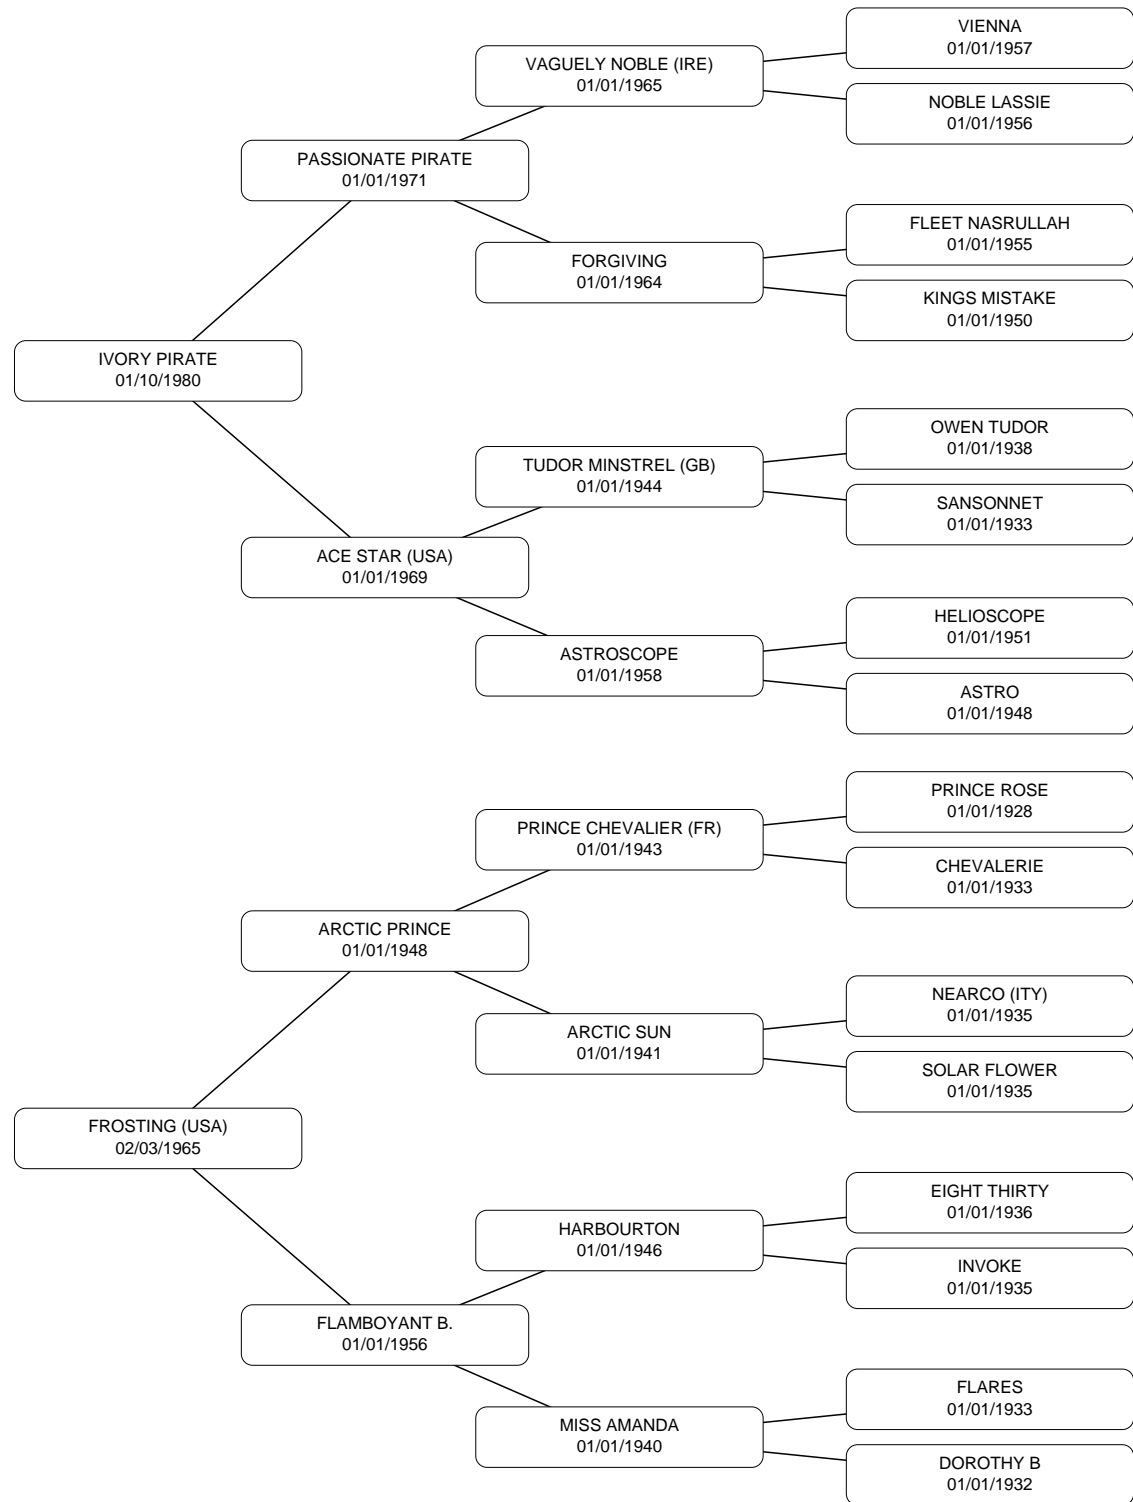 VIENNA
01/01/1957
VAGUELY NOBLE (IRE)
01/01/1965
NOBLE LASSIE
01/01/1956
PASSIONATE PIRATE
01/01/1971
FLEET NASRULLAH
01/01/1955
FORGIVING
01/01/1964
KINGS MISTAKE
01/01/1950
IVORY PIRATE
01/10/1980
OWEN TUDOR
01/01/1938
TUDOR MINSTREL (GB)
01/01/1944
SANSONNET
01/01/1933
ACE STAR (USA)
01/01/1969
HELIOSCOPE
01/01/1951
ASTROSCOPE
01/01/1958
ASTRO
01/01/1948
PRINCE ROSE
01/01/1928
PRINCE CHEVALIER (FR)
01/01/1943
CHEVALERIE
01/01/1933
ARCTIC PRINCE
01/01/1948
NEARCO (ITY)
01/01/1935
ARCTIC SUN
01/01/1941
SOLAR FLOWER
01/01/1935
FROSTING (USA)
02/03/1965
EIGHT THIRTY
01/01/1936
HARBOURTON
01/01/1946
INVOKE
01/01/1935
FLAMBOYANT B.
01/01/1956
FLARES
01/01/1933
MISS AMANDA
01/01/1940
DOROTHY B
01/01/1932